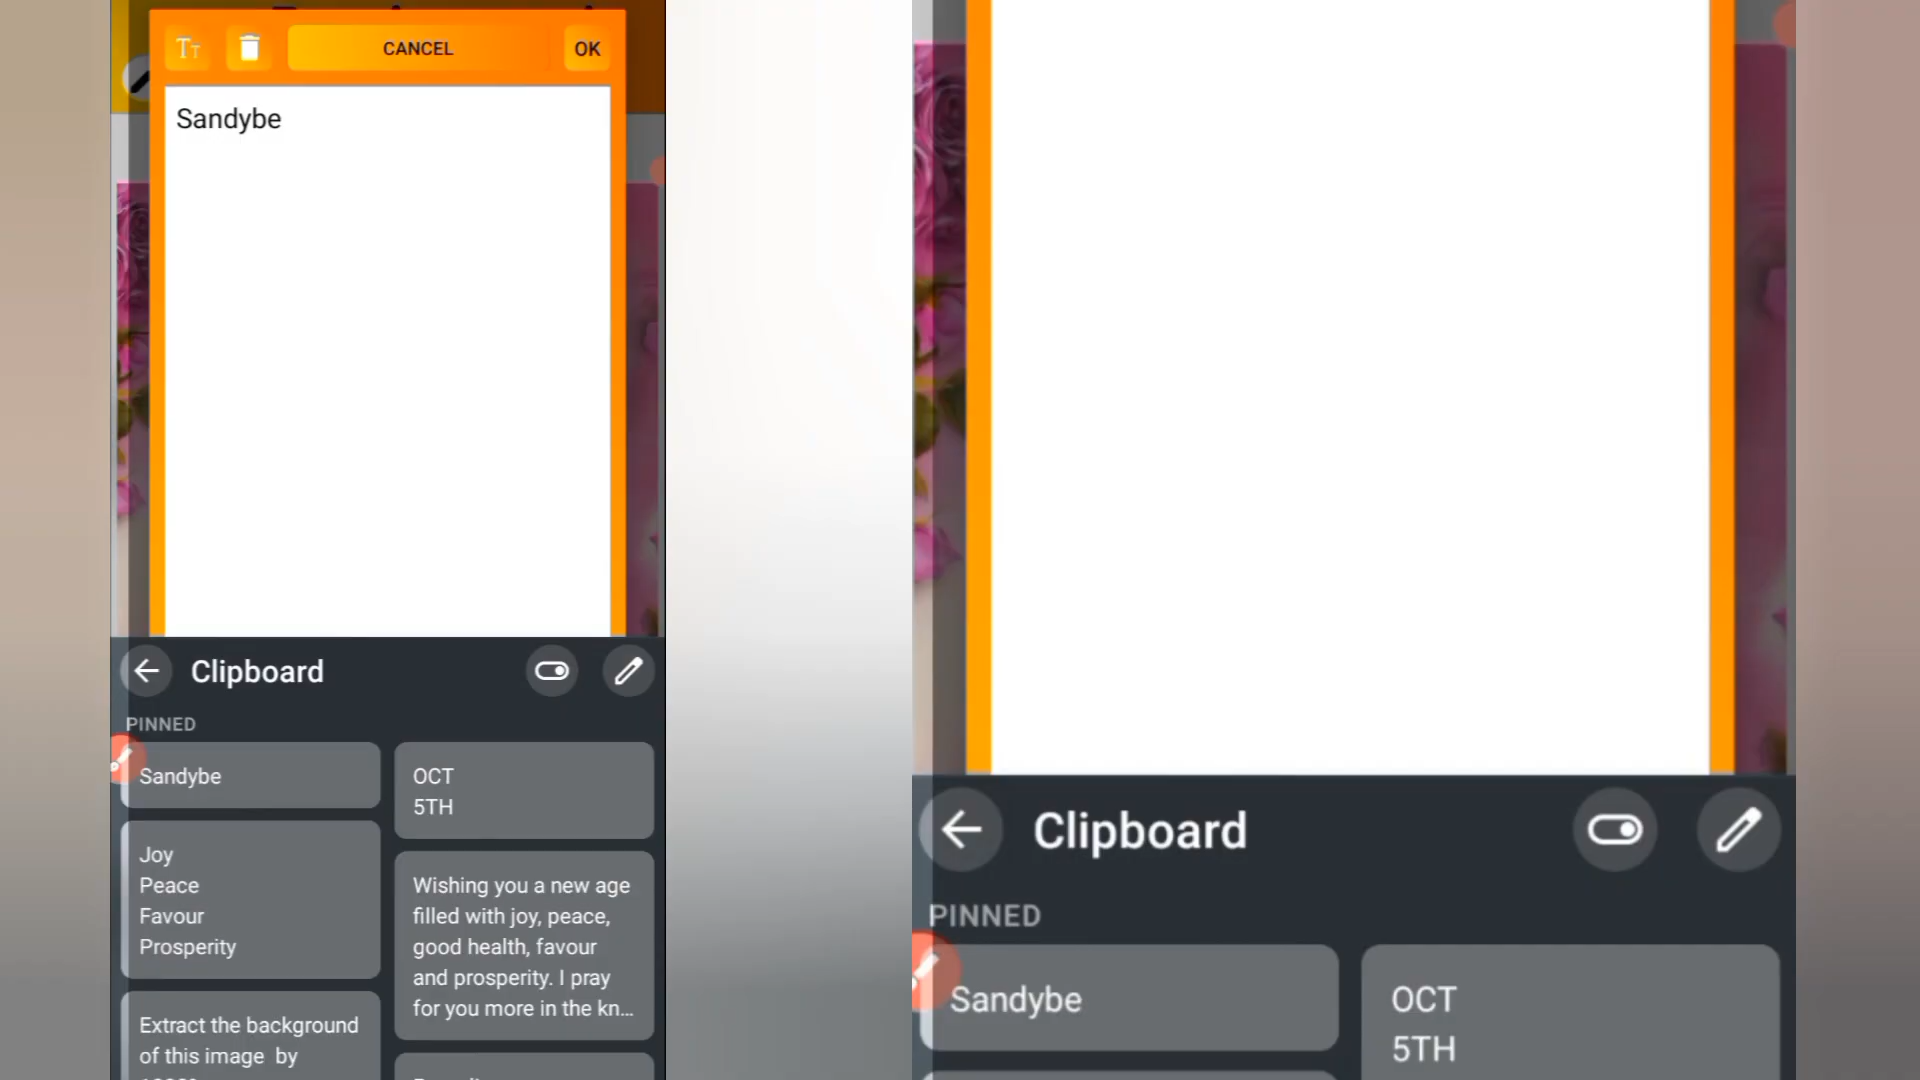 Tт
CANCEL
OK
Sandybe
Clipboard
PINNED
Sandybe
Joy
Peace
Favour
Prosperity
Extract the background
of this image by
OCT
5TH
Wishing you a new age
filled with joy, peace,
good health, favour
and prosperity. I pray
for you more in the kn...
Clipboard
PINNED
Sandybe
OCT
5TH